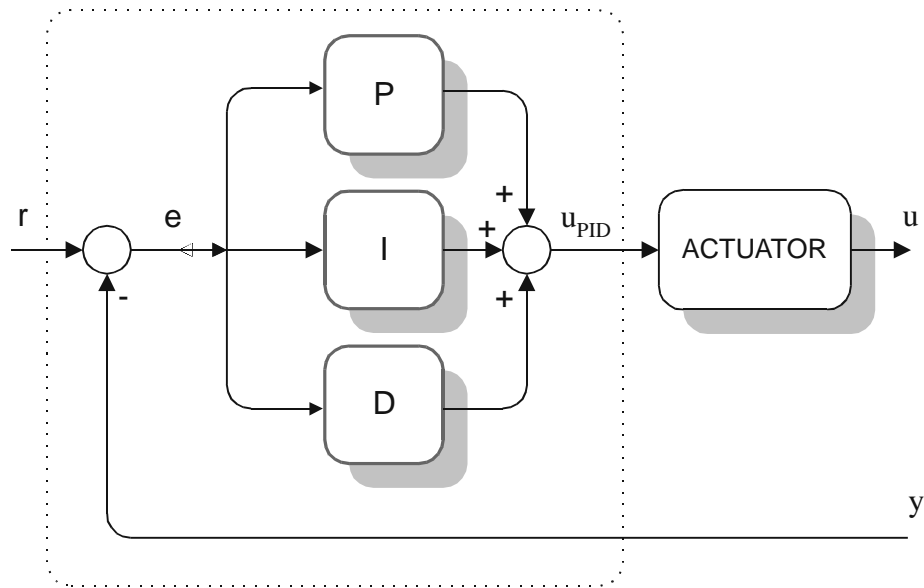 P
+
r
e
I
+
u_PID
ACTUATOR
u
-
+
D
y